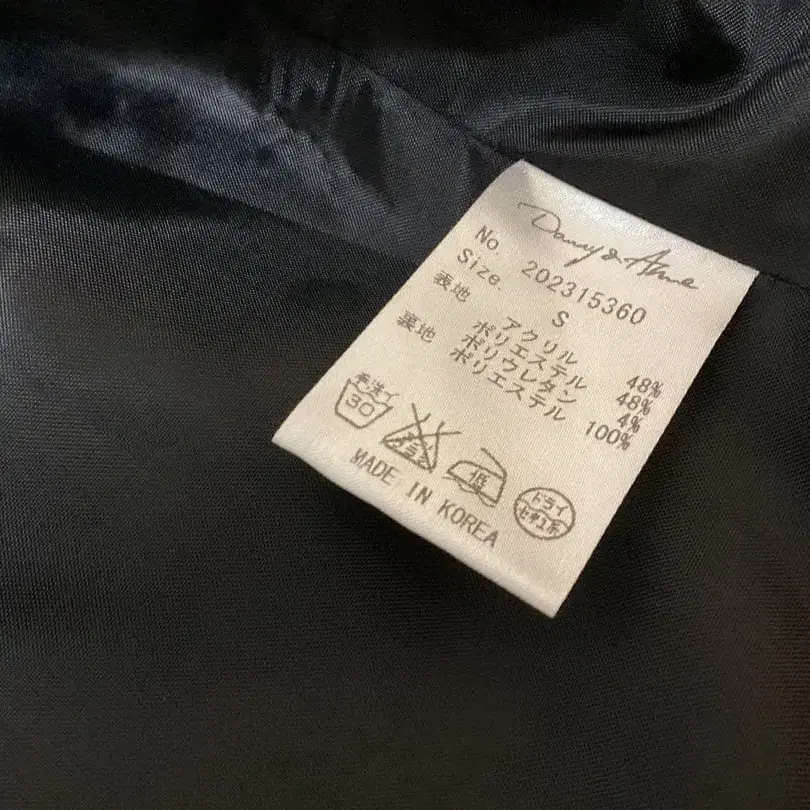 Dazzy & Alme
No. 202315360
Size. S
表地 アクリル 48%
ポリエステル 48%
ポリウレタン 4%
裏地 ポリエステル 100%
手洗イ
30
低
ドライ
セキユ系
MADE IN KOREA